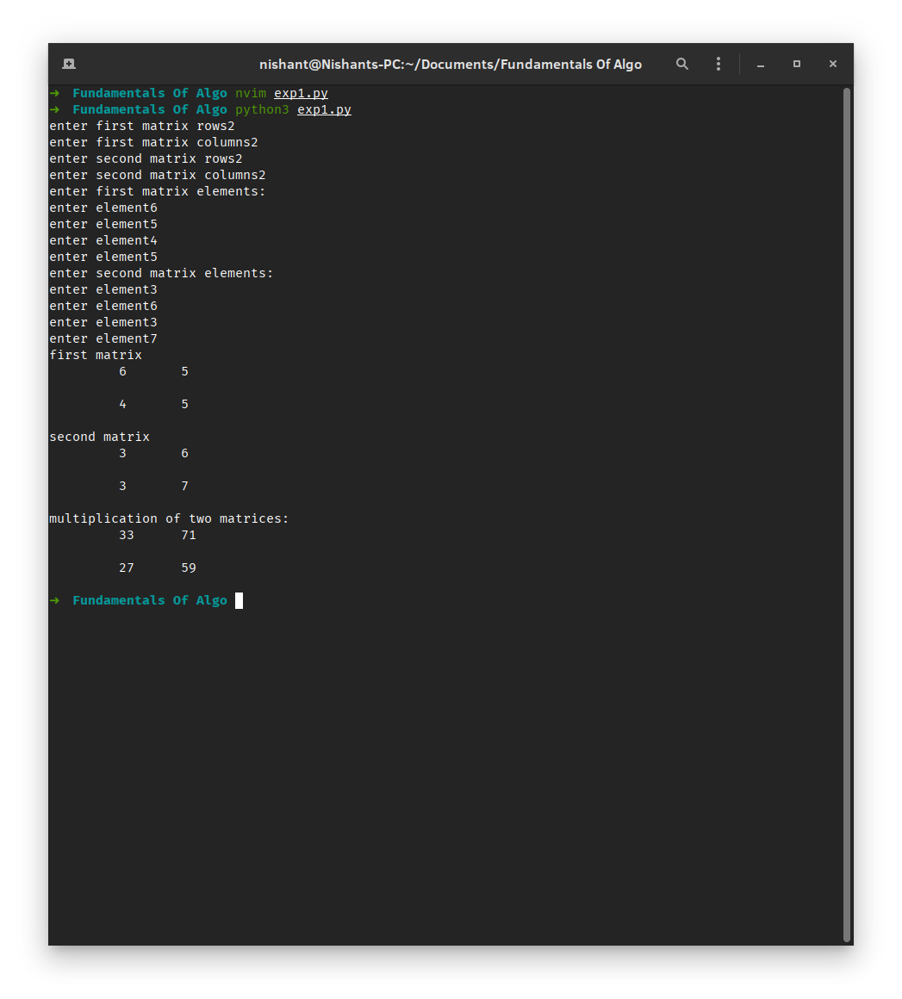 nishant@Nishants-PC:~/Documents/Fundamentals Of Algo
➜ Fundamentals Of Algo nvim exp1.py
➜ Fundamentals Of Algo python3 exp1.py
enter first matrix rows2
enter first matrix columns2
enter second matrix rows2
enter second matrix columns2
enter first matrix elements:
enter element6
enter element5
enter element4
enter element5
enter second matrix elements:
enter element3
enter element6
enter element3
enter element7
first matrix
6 5
4 5
second matrix
3 6
3 7
multiplication of two matrices:
33 71
27 59
➜ Fundamentals Of Algo